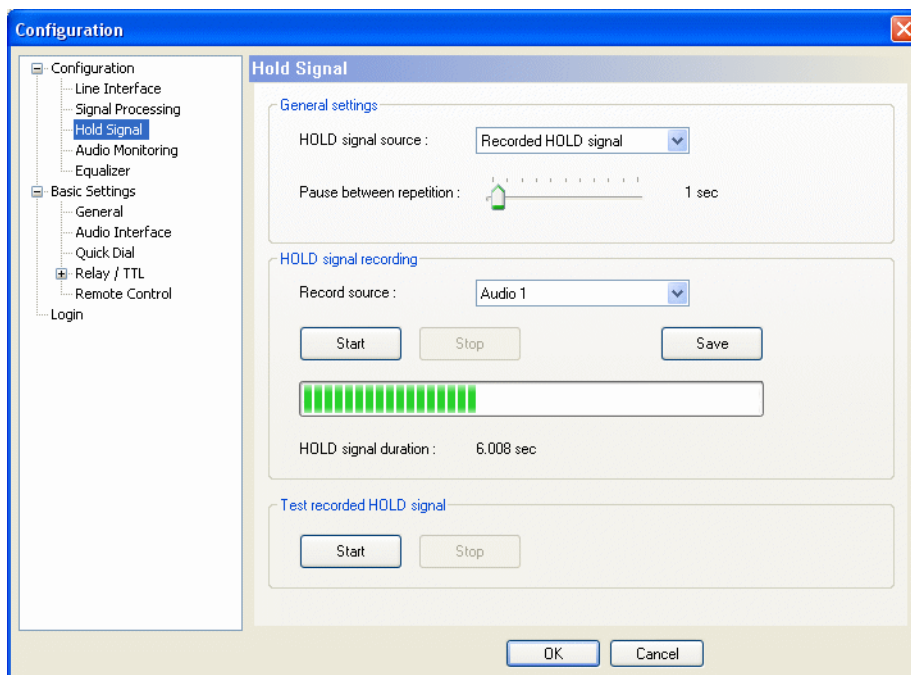 Configuration
Configuration
Line Interface
Signal Processing
Hold Signal
Audio Monitoring
Equalizer
Basic Settings
General
Audio Interface
Quick Dial
Relay / TTL
Remote Control
Login
Hold Signal
General settings
HOLD signal source : Recorded HOLD signal
Pause between repetition : 1 sec
HOLD signal recording
Record source : Audio 1
Start Stop Save
HOLD signal duration : 6.008 sec
Test recorded HOLD signal
Start Stop
OK Cancel